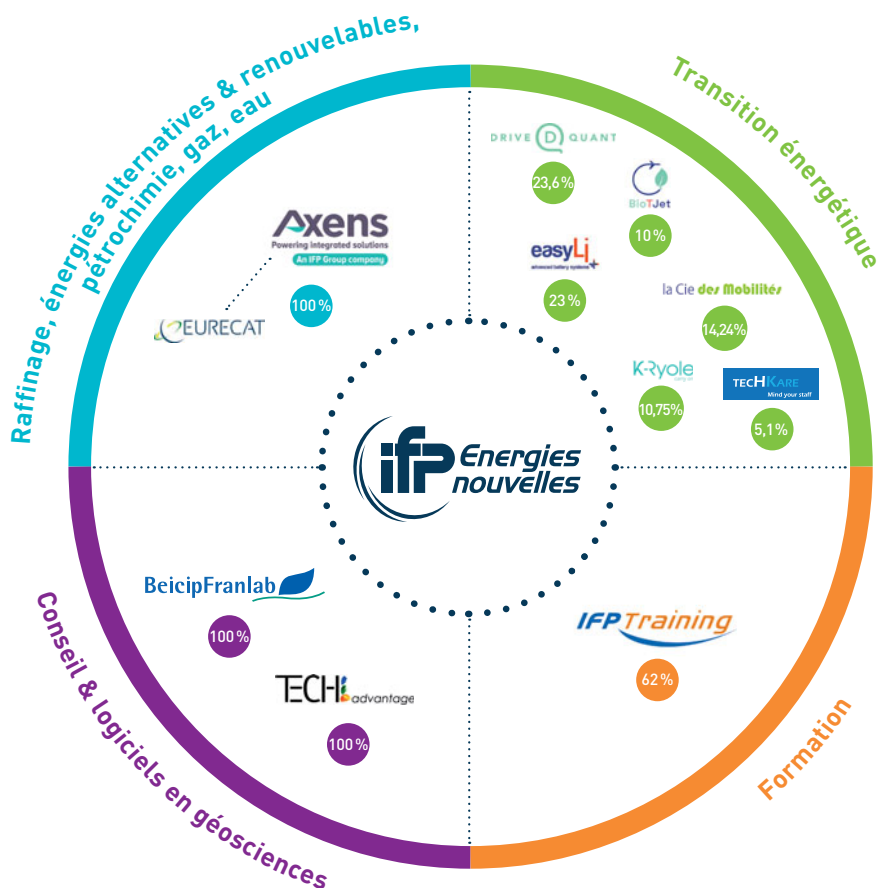 Raffinage, énergies alternatives & renouvelables,
pétrochimie, gaz, eau
Axens
Powering integrated solutions
An IFP Group company
100 %
EURECAT
Transition énergétique
DRIVE D QUANT
23,6 %
BioTJet
10 %
easyLi
advanced battery systems
23 %
la Cie des Mobilités
14,24 %
K-Ryole
10,75%
TECHKARE
Mind your staff
5,1 %
ifp Energies
nouvelles
BeicipFranlab
100 %
TECH advantage
100 %
Conseil & logiciels en géosciences
IFPTraining
62 %
Formation